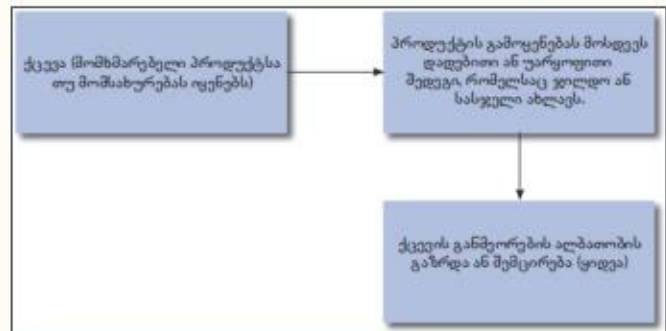 ქცევა (მომხმარებელი პროდუქტსა
თუ მომსახურებას იყენებს)
პროდუქტის გამოყენებას მოსდევს
დადებითი ან უარყოფითი
შედეგი, რომელსაც ჯილდო ან
სასჯელი ახლავს.
ქცევის განმეორების ალბათობის
გაზრდა ან შემცირება (ყიდვა)